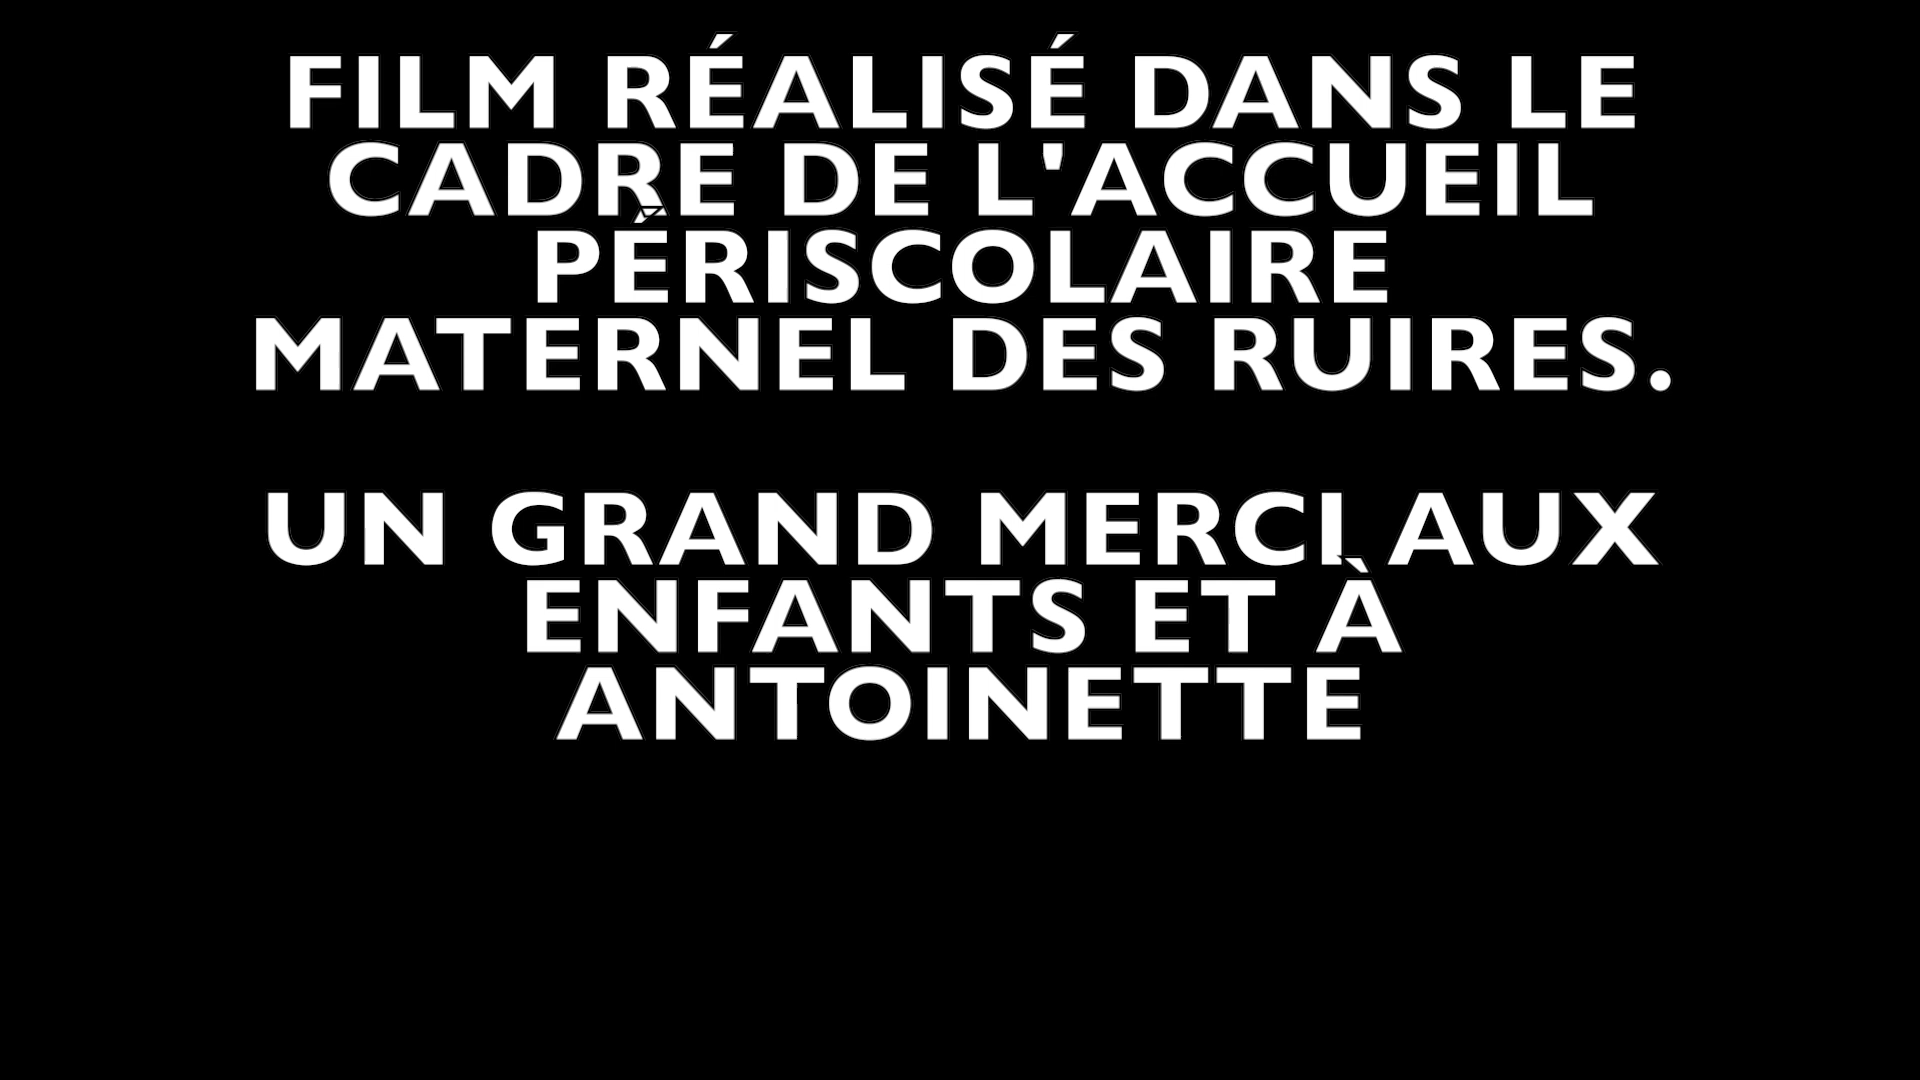 FILM RÉALISÉ DANS LE
CADRE DE L'ACCUEIL
PÉRISCOLAIRE
MATERNEL DES RUIRES.
UN GRAND MERCI AUX
ENFANTS ET À
ANTOINETTE